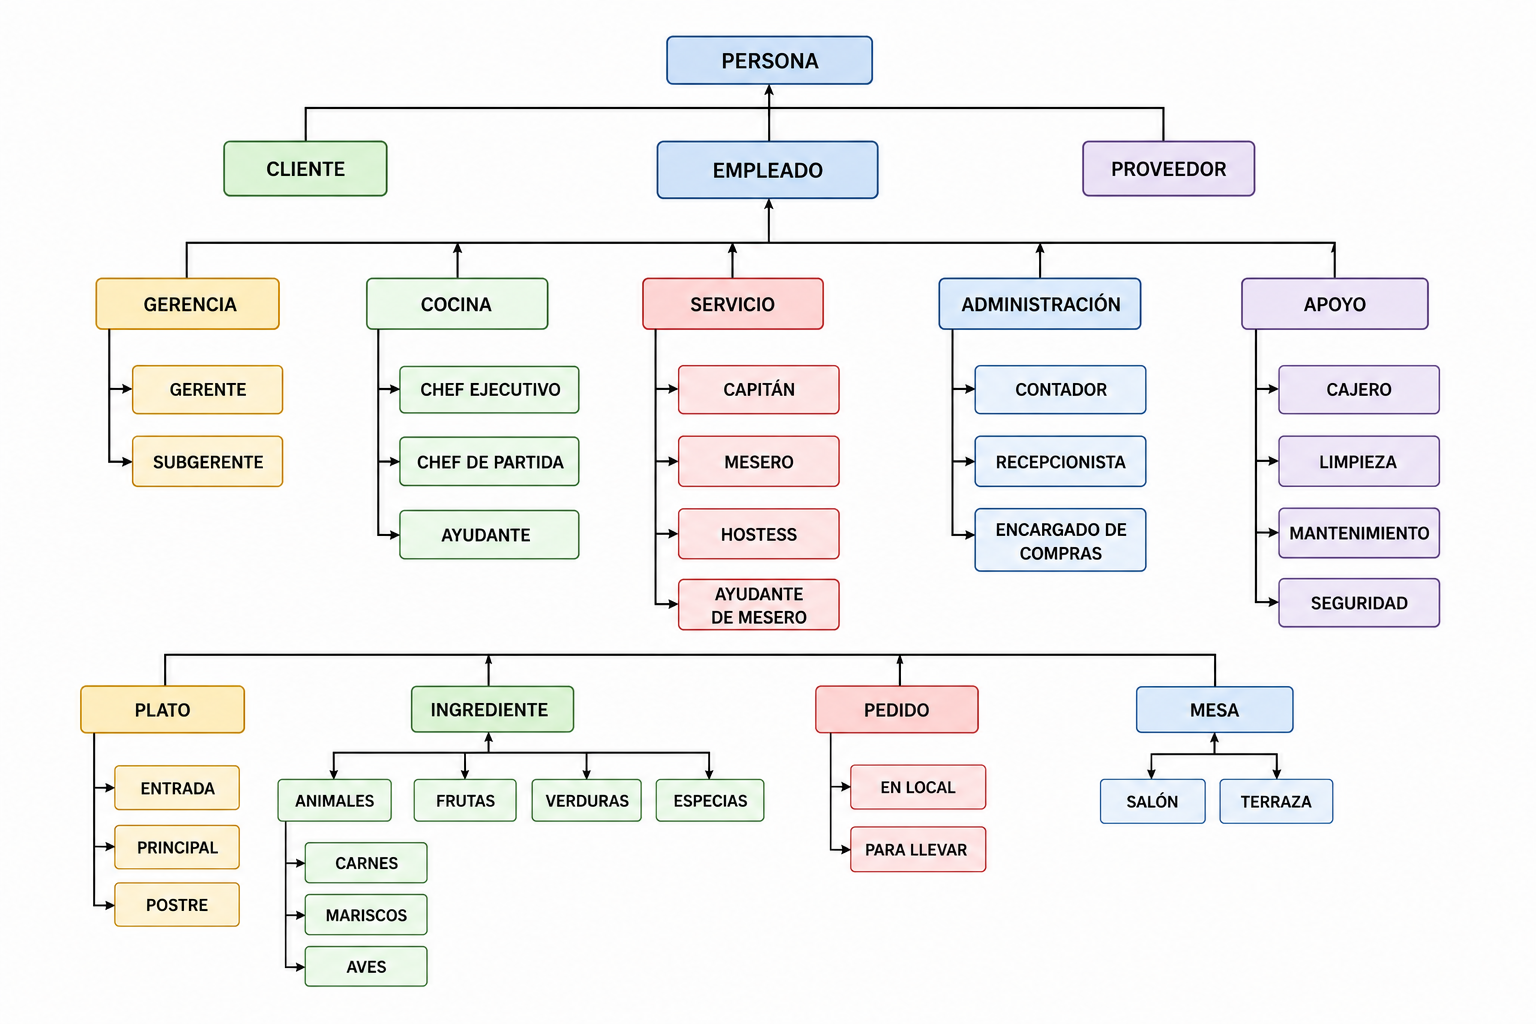 PERSONA
CLIENTE
EMPLEADO
PROVEEDOR
GERENCIA
COCINA
SERVICIO
ADMINISTRACIÓN
APOYO
GERENTE
CHEF EJECUTIVO
CAPITÁN
CONTADOR
CAJERO
SUBGERENTE
CHEF DE PARTIDA
MESERO
RECEPCIONISTA
LIMPIEZA
AYUDANTE
HOSTESS
ENCARGADO DE
COMPRAS
MANTENIMIENTO
AYUDANTE
DE MESERO
SEGURIDAD
PLATO
INGREDIENTE
PEDIDO
MESA
ENTRADA
ANIMALES
FRUTAS
VERDURAS
ESPECIAS
EN LOCAL
SALÓN
TERRAZA
PRINCIPAL
CARNES
PARA LLEVAR
POSTRE
MARISCOS
AVES